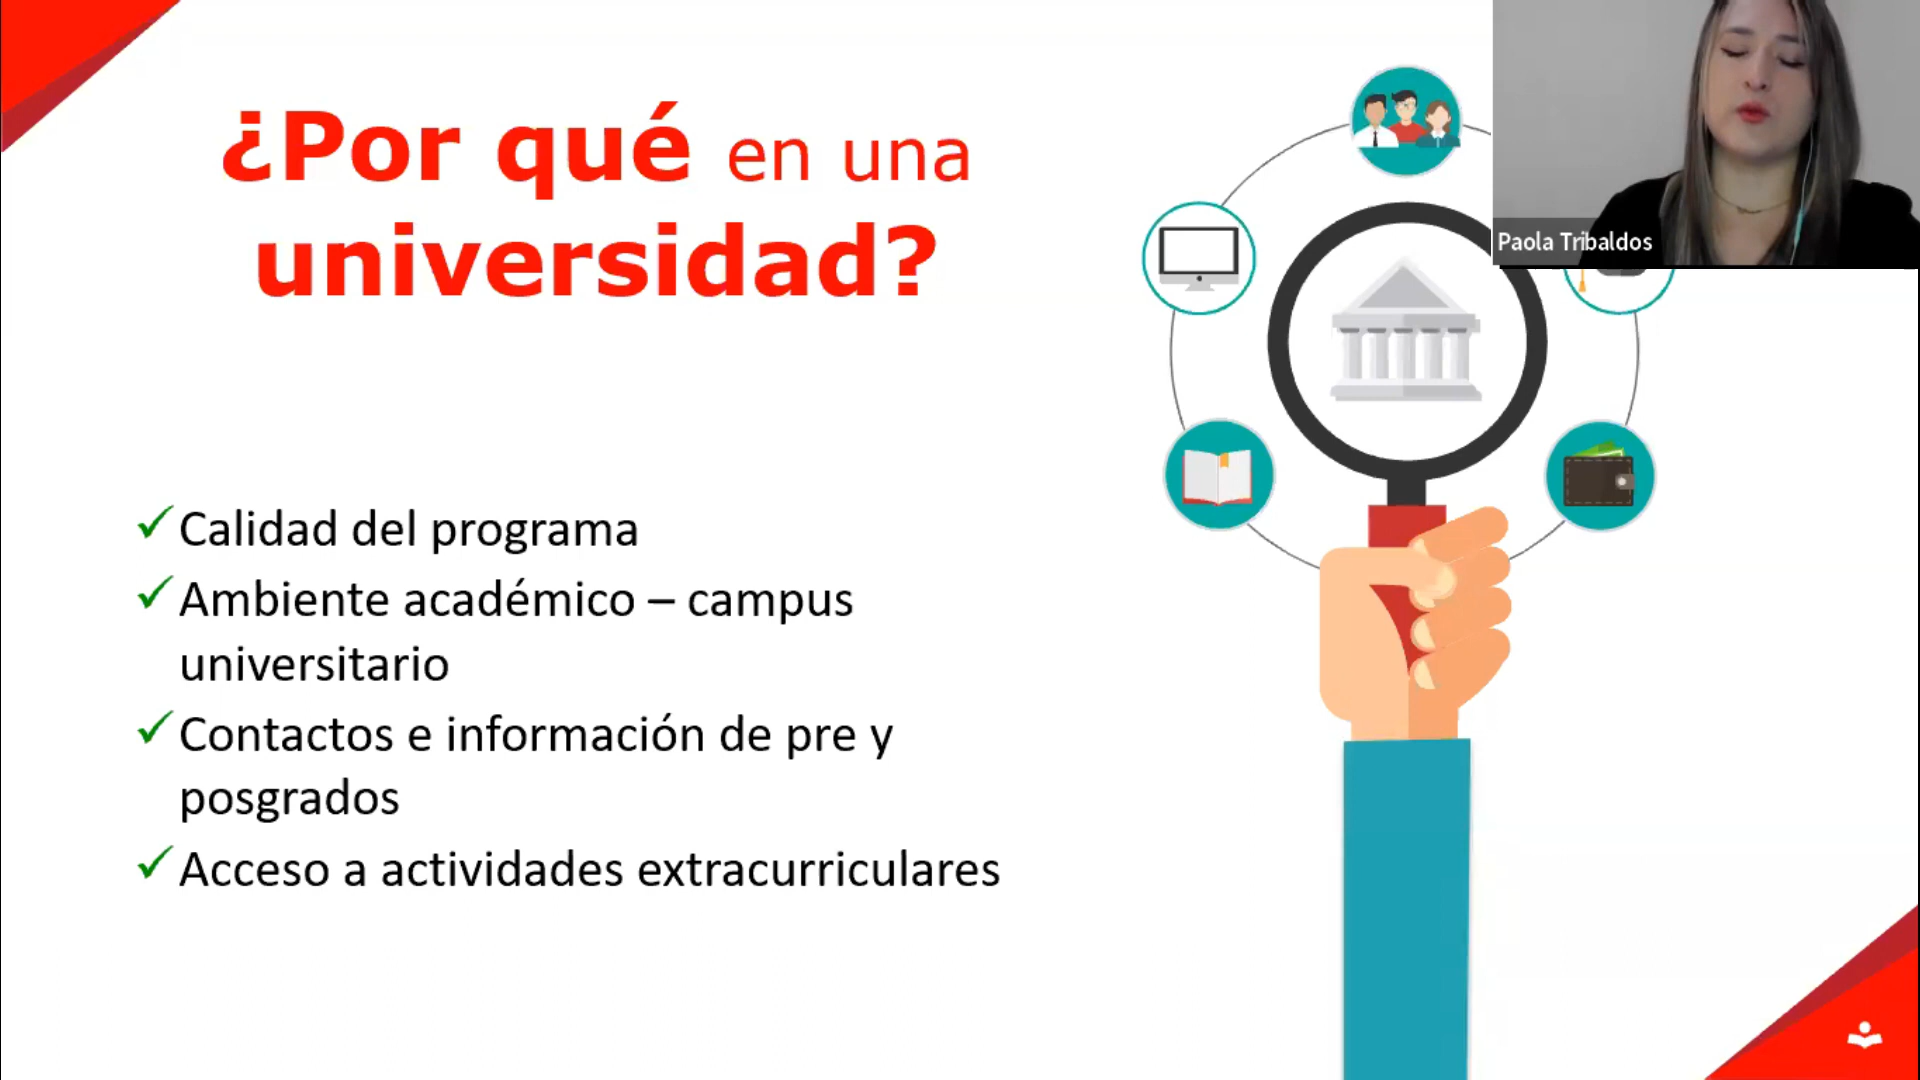 ¿Por qué en una
universidad?
Paola Tribaldos
Calidad del programa
Ambiente académico – campus
universitario
Contactos e información de pre y
posgrados
Acceso a actividades extracurriculares